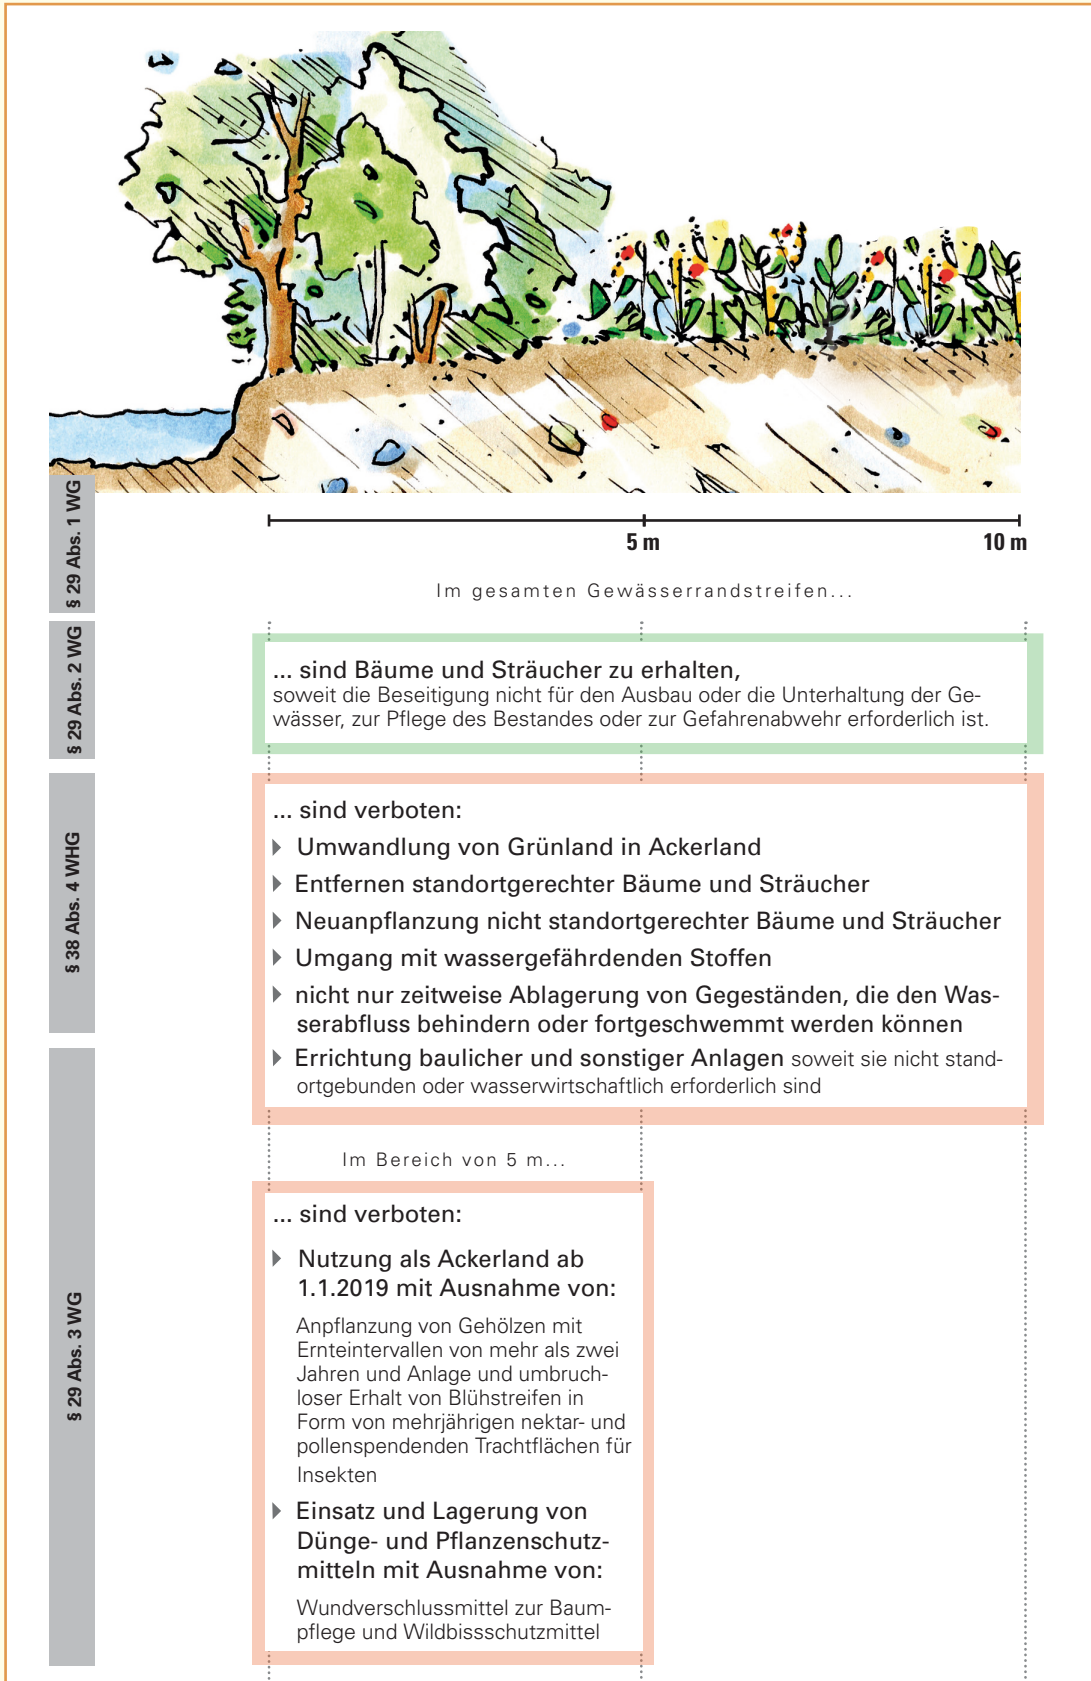 5 m
10 m
§ 29 Abs. 1 WG
Im gesamten Gewässerrandstreifen...
§ 29 Abs. 2 WG
... sind Bäume und Sträucher zu erhalten,
soweit die Beseitigung nicht für den Ausbau oder die Unterhaltung der Ge-
wässer, zur Pflege des Bestandes oder zur Gefahrenabwehr erforderlich ist.
§ 38 Abs. 4 WHG
... sind verboten:
Umwandlung von Grünland in Ackerland
Entfernen standortgerechter Bäume und Sträucher
Neuanpflanzung nicht standortgerechter Bäume und Sträucher
Umgang mit wassergefährdenden Stoffen
nicht nur zeitweise Ablagerung von Gegeständen, die den Was-
serabfluss behindern oder fortgeschwemmt werden können
Errichtung baulicher und sonstiger Anlagen soweit sie nicht stand-
ortgebunden oder wasserwirtschaftlich erforderlich sind
§ 29 Abs. 3 WG
Im Bereich von 5 m...
... sind verboten:
Nutzung als Ackerland ab
1.1.2019 mit Ausnahme von:
Anpflanzung von Gehölzen mit
Ernteintervallen von mehr als zwei
Jahren und Anlage und umbruch-
loser Erhalt von Blühstreifen in
Form von mehrjährigen nektar- und
pollenspendenden Trachtflächen für
Insekten
Einsatz und Lagerung von
Dünge- und Pflanzenschutz-
mitteln mit Ausnahme von:
Wundverschlussmittel zur Baum-
pflege und Wildbissschutzmittel